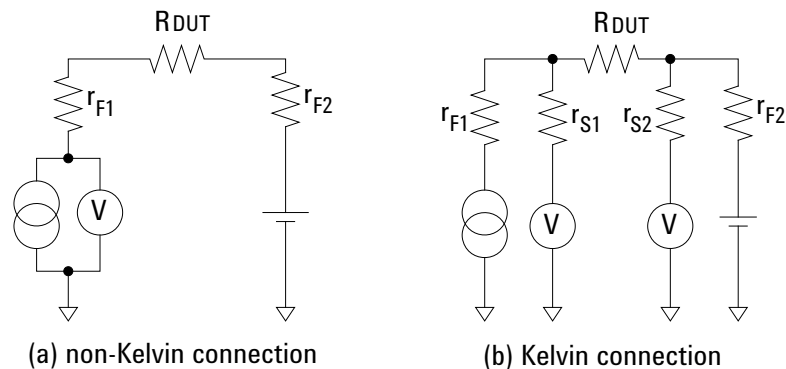 RDUT
rF1
rF2
V
(a) non-Kelvin connection
RDUT
rF1
rS1
rS2
rF2
V
V
(b) Kelvin connection